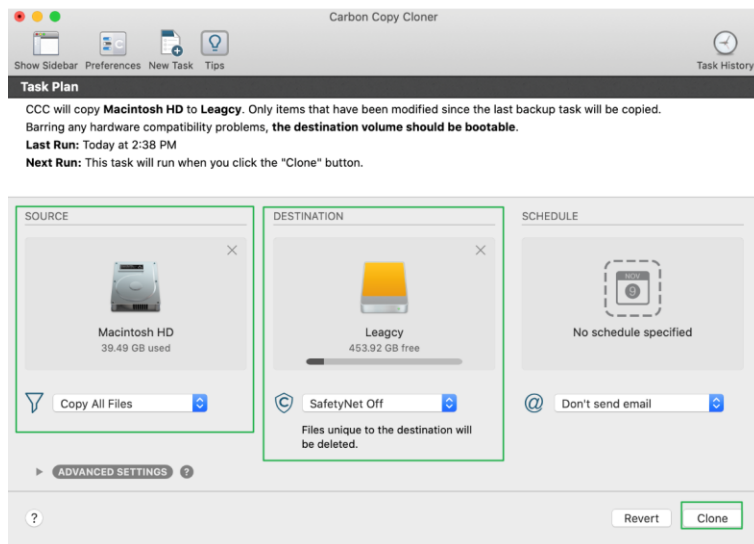 Carbon Copy Cloner
Show Sidebar Preferences New Task Tips Task History
Task Plan
CCC will copy Macintosh HD to Leagcy. Only items that have been modified since the last backup task will be copied.
Barring any hardware compatibility problems, the destination volume should be bootable.
Last Run: Today at 2:38 PM
Next Run: This task will run when you click the "Clone" button.
SOURCE DESTINATION SCHEDULE
NOV
9
Macintosh HD Leagcy No schedule specified
39.49 GB used 453.92 GB free
Copy All Files SafetyNet Off @ Don't send email
Files unique to the destination will
be deleted.
ADVANCED SETTINGS ?
? Revert Clone